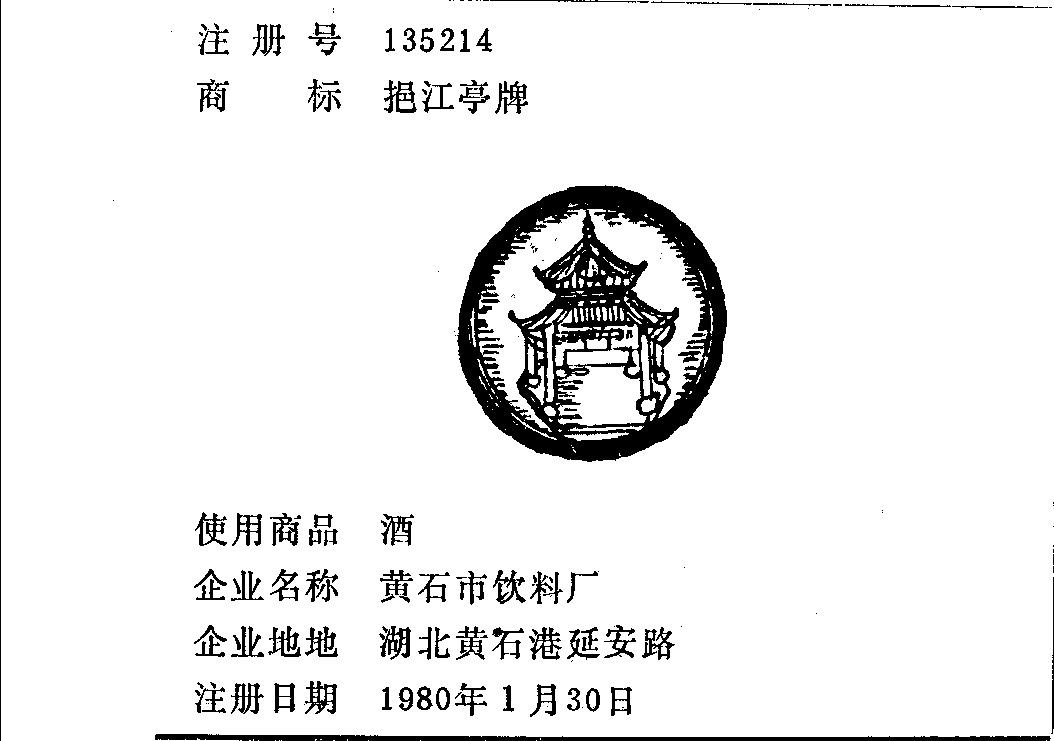 注册号 135214
商标 挹江亭牌
使用商品 酒
企业名称 黄石市饮料厂
企业地地 湖北黄石港延安路
注册日期 1980年1月30日